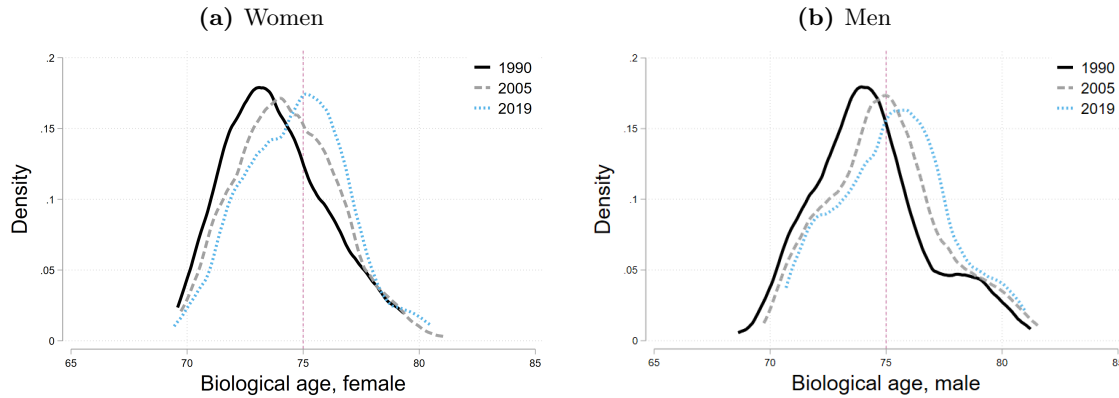 (a) Women
.2
.15
.1
.05
0
Density
65 70 75 80 85
Biological age, female
1990
2005
2019
(b) Men
.2
.15
.1
.05
0
Density
65 70 75 80 85
Biological age, male
1990
2005
2019